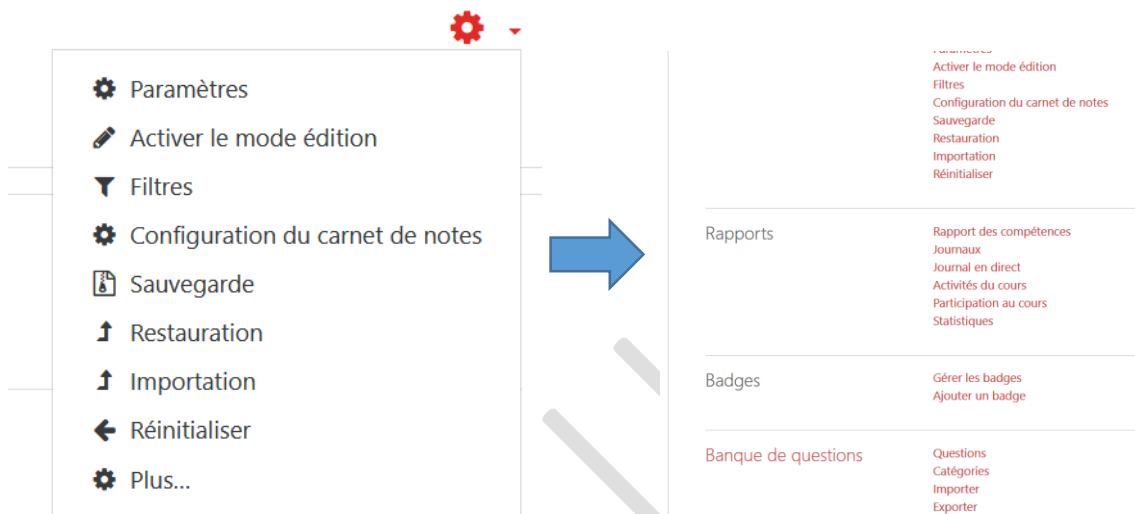 Paramètres
Activer le mode édition
Filtres
Configuration du carnet de notes
Sauvegarde
Restauration
Importation
Réinitialiser
Plus...
Paramètres
Activer le mode édition
Filtres
Configuration du carnet de notes
Sauvegarde
Restauration
Importation
Réinitialiser
Rapports
Rapport des compétences
Journaux
Journal en direct
Activités du cours
Participation au cours
Statistiques
Badges
Gérer les badges
Ajouter un badge
Banque de questions
Questions
Catégories
Importer
Exporter